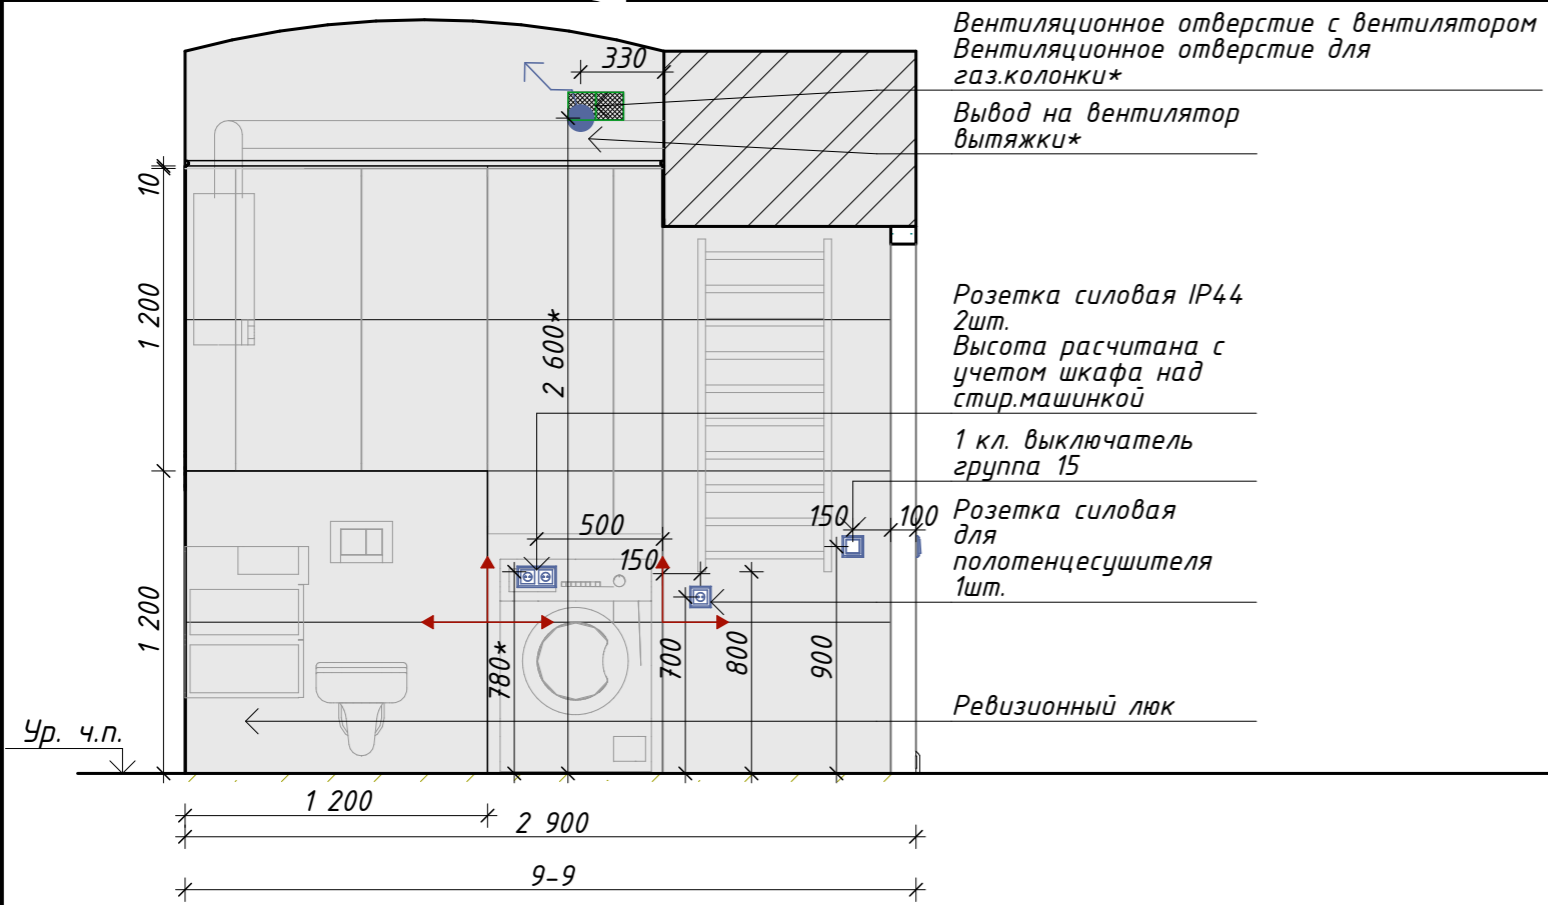 Вентиляционное отверстие с вентилятором
Вентиляционное отверстие для
газ.колонки*
330
Вывод на вентилятор
вытяжки*
10
1 200
2 600*
Розетка силовая IP44
2шт.
Высота расчитана с
учетом шкафа над
стир.машинкой
1 кл. выключатель
группа 15
500
150
150
100
Розетка силовая
для
полотенцесушителя
1шт.
1 200
780*
700
800
900
Ревизионный люк
Ур. ч.п.
1 200
2 900
9-9